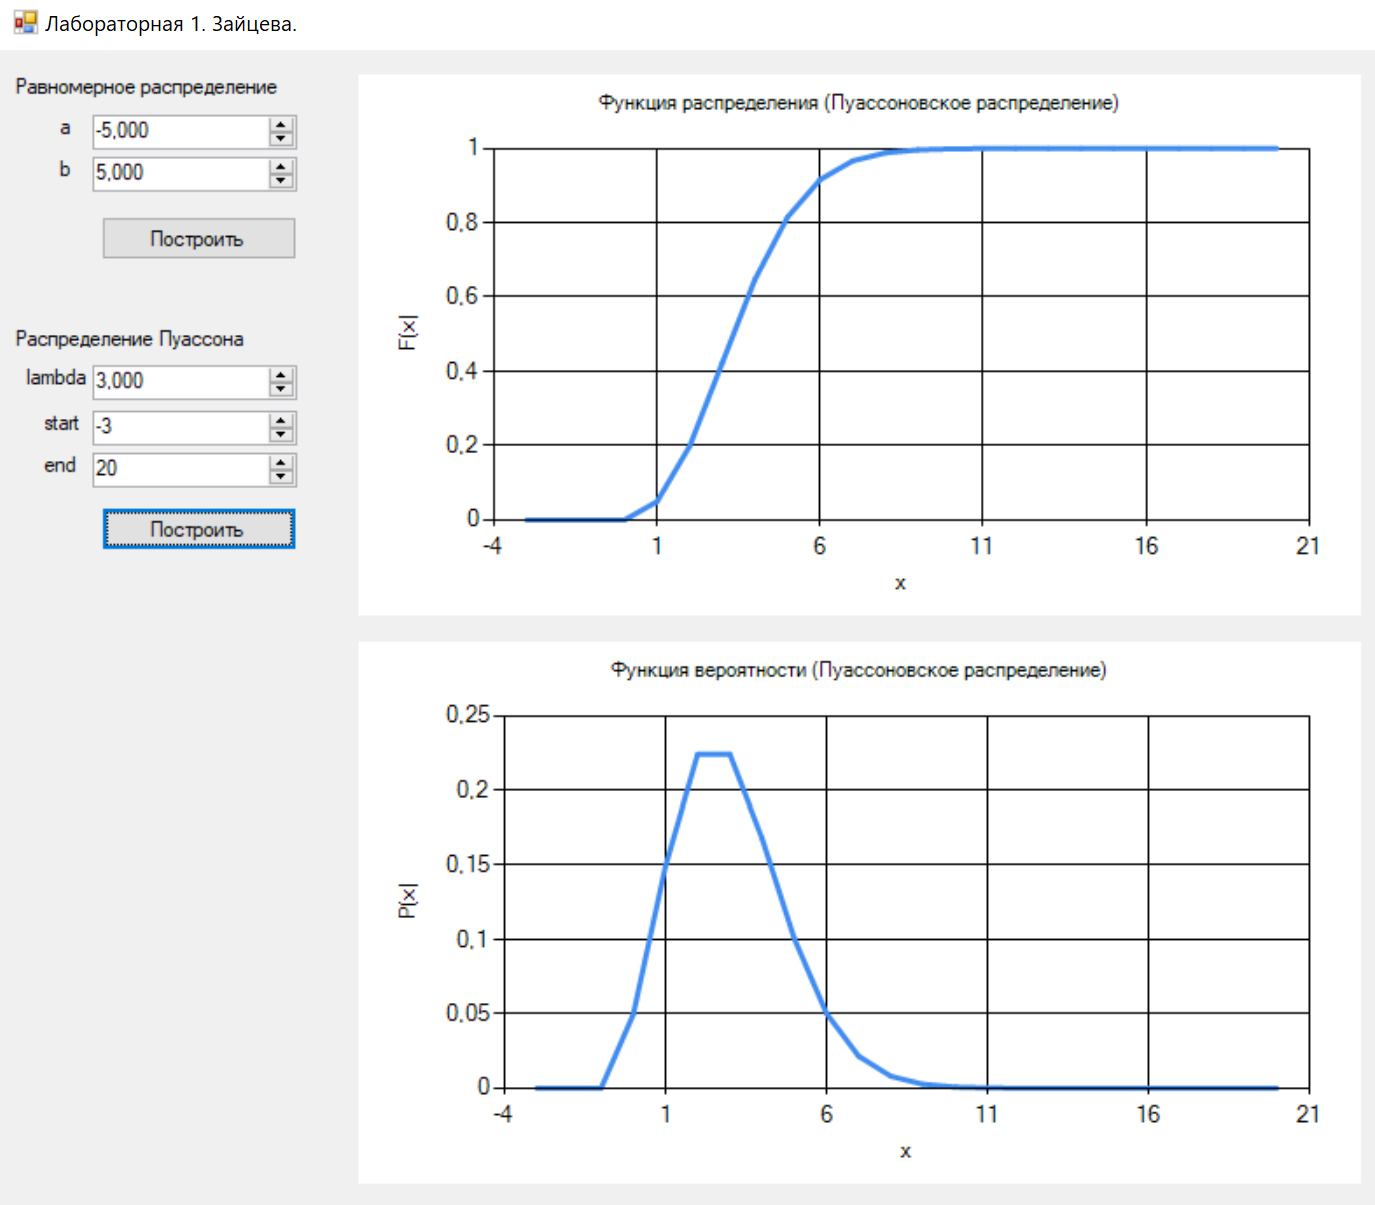 Лабораторная 1. Зайцева.
Равномерное распределение
a -5,000
b 5,000
Построить
Распределение Пуассона
lambda 3,000
start -3
end 20
Построить
Функция распределения (Пуассоновское распределение)
1
0,8
0,6
0,4
0,2
0
F(x)
-4 1 6 11 16 21
x
Функция вероятности (Пуассоновское распределение)
0,25
0,2
0,15
0,1
0,05
0
P(x)
-4 1 6 11 16 21
x